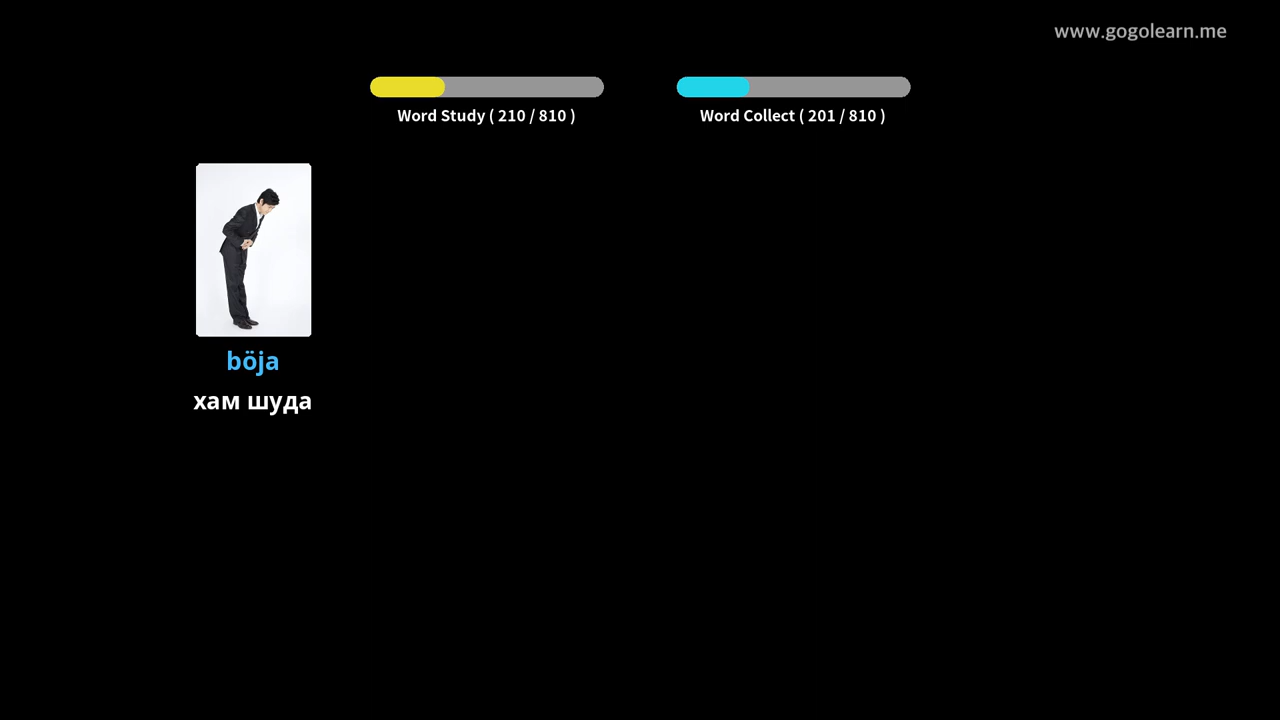 www.gogolearn.me
Word Study ( 210 / 810 )
Word Collect ( 201 / 810 )
böja
хам шуда